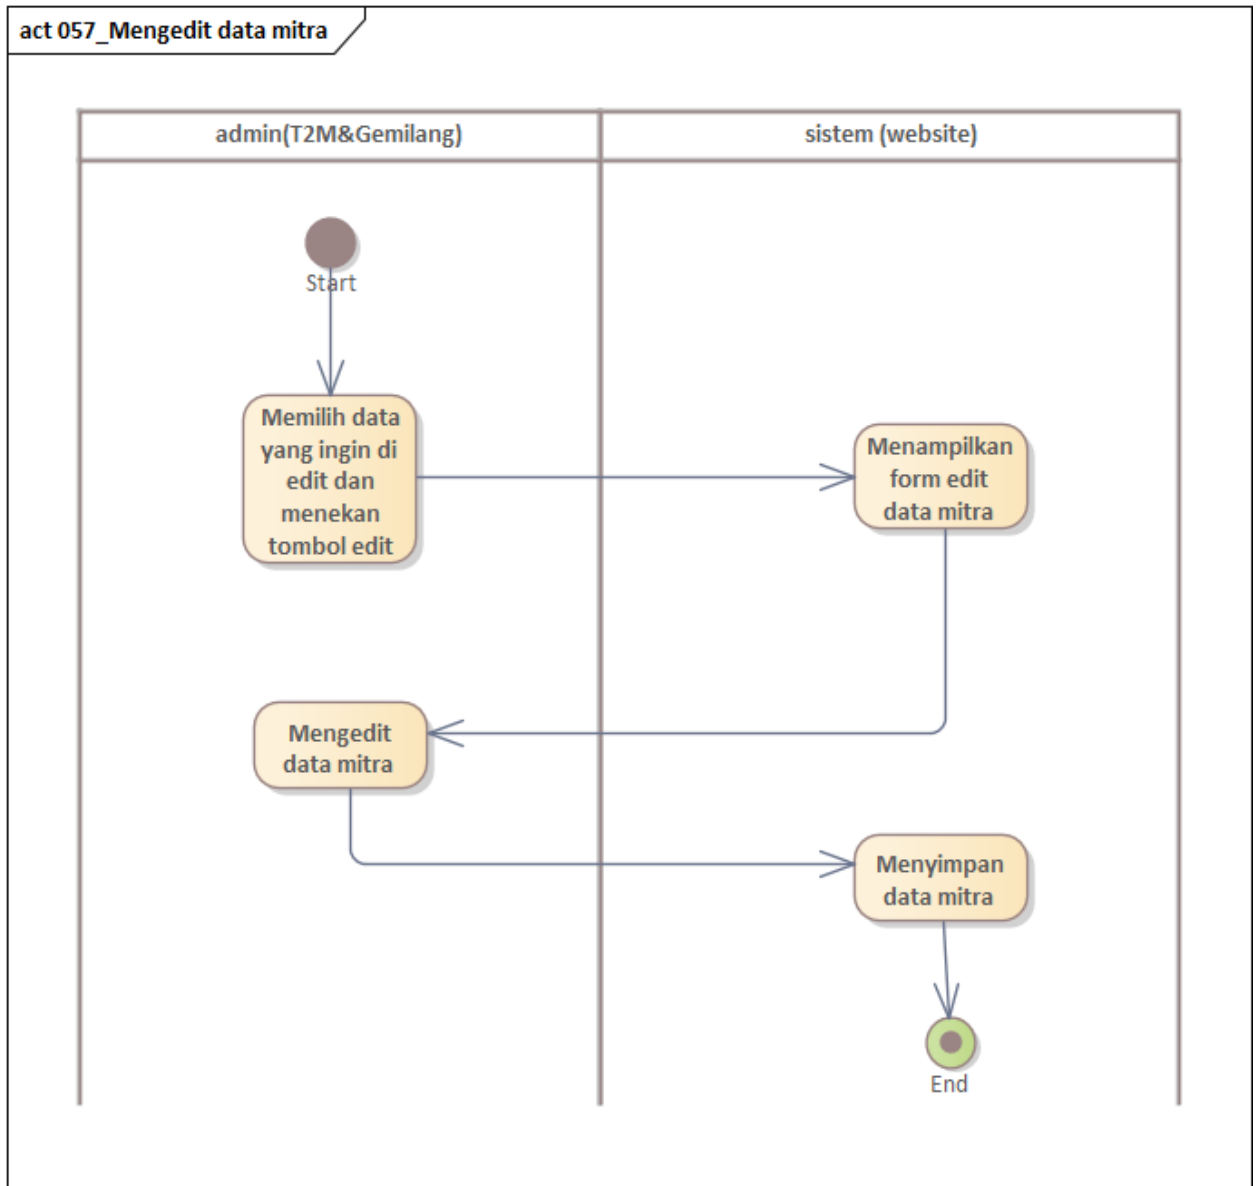 act 057_Mengedit data mitra
admin(T2M&Gemilang)
sistem (website)
Start
Memilih data
yang ingin di
edit dan
menekan
tombol edit
Menampilkan
form edit
data mitra
Mengedit
data mitra
Menyimpan
data mitra
End